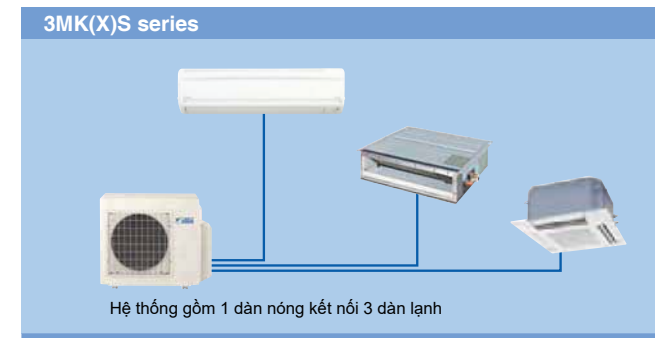 3MK(X)S series
Hệ thống gồm 1 dàn nóng kết nối 3 dàn lạnh